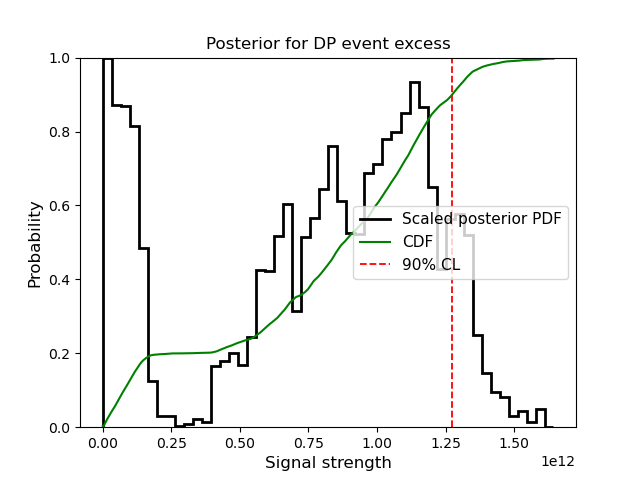 Posterior for DP event excess
1.0
0.8
0.6
0.4
0.2
0.0
Probability
Scaled posterior PDF
CDF
90% CL
0.00 0.25 0.50 0.75 1.00 1.25 1.50
1e12
Signal strength